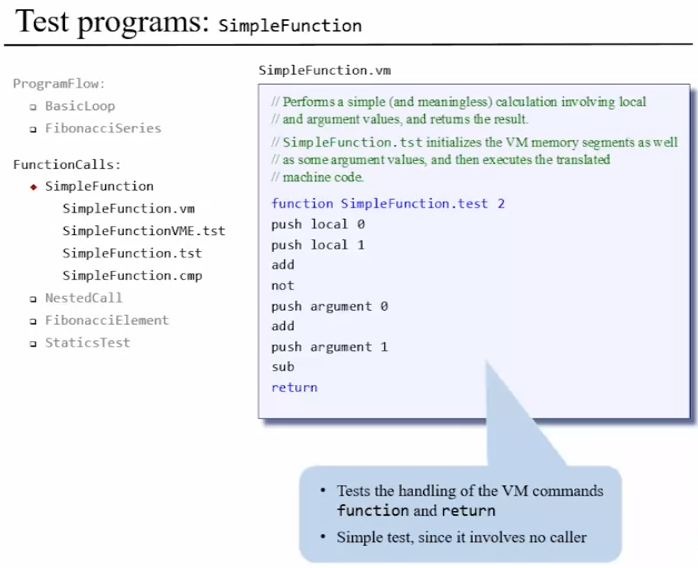 Test programs: SimpleFunction
ProgramFlow:
BasicLoop
FibonacciSeries
FunctionCalls:
SimpleFunction
SimpleFunction.vm
SimpleFunctionVME.tst
SimpleFunction.tst
SimpleFunction.cmp
NestedCall
FibonacciElement
StaticsTest
SimpleFunction.vm
// Performs a simple (and meaningless) calculation involving local
// and argument values, and returns the result.
// SimpleFunction.tst initializes the VM memory segments as well
// as some argument values, and then executes the translated
// machine code.
function SimpleFunction.test 2
push local 0
push local 1
add
not
push argument 0
add
push argument 1
sub
return
• Tests the handling of the VM commands
function and return
• Simple test, since it involves no caller